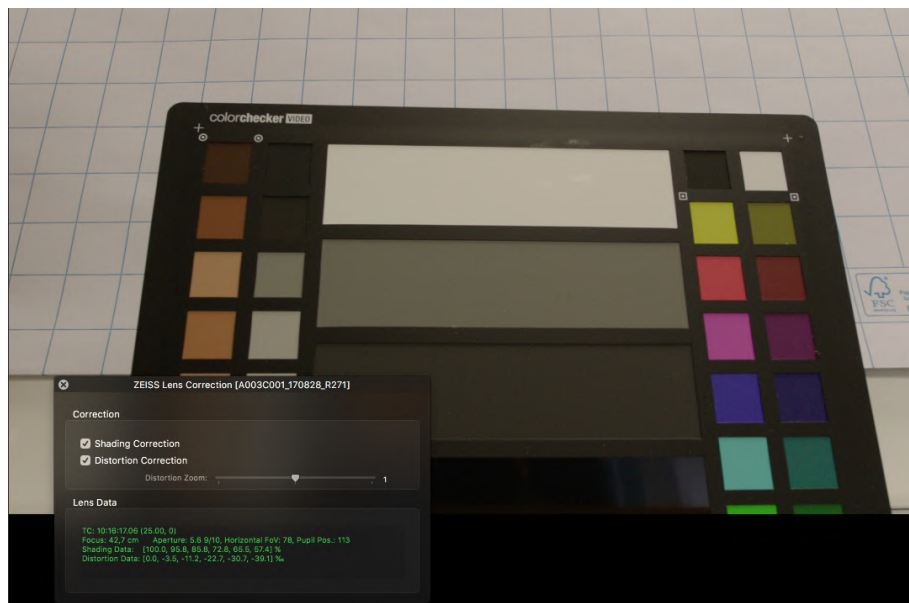 colorchecker VIDEO
FSC
ZEISS Lens Correction [A003C001_170828_R271]
Correction
Shading Correction
Distortion Correction
Distortion Zoom:
1
Lens Data
TC: 10:16:17.06 (25.00, 0)
Focus: 42,7 cm Aperture: 5.6 9/10, Horizontal FoV: 78, Pupil Pos.: 113
Shading Data: [100.0, 95.8, 85.8, 72.8, 65.5, 57.4] %
Distortion Data: [0.0, -3.5, -11.2, -22.7, -30.7, -39.1] ‰